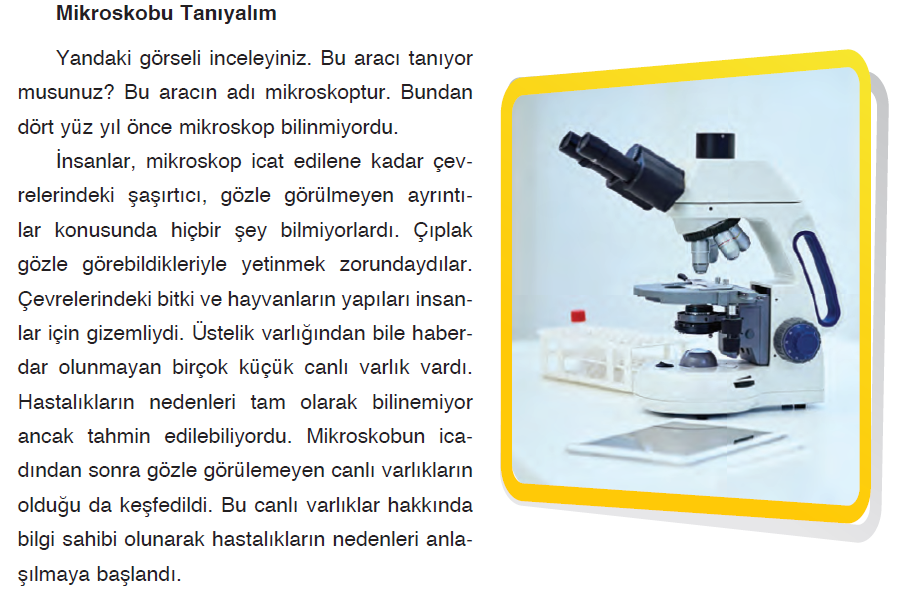 Mikroskobu Tanıyalım
Yandaki görseli inceleyiniz. Bu aracı tanıyor
musunuz? Bu aracın adı mikroskoptur. Bundan
dört yüz yıl önce mikroskop bilinmiyordu.
İnsanlar, mikroskop icat edilene kadar çev-
relerindeki şaşırtıcı, gözle görülmeyen ayrıntı-
lar konusunda hiçbir şey bilmiyorlardı. Çıplak
gözle görebildikleriyle yetinmek zorundaydılar.
Çevrelerindeki bitki ve hayvanların yapıları insan-
lar için gizemliydi. Üstelik varlığından bile haber-
dar olunmayan birçok küçük canlı varlık vardı.
Hastalıkların nedenleri tam olarak bilinemiyor
ancak tahmin edilebiliyordu. Mikroskobun ica-
dından sonra gözle görülemeyen canlı varlıkların
olduğu da keşfedildi. Bu canlı varlıklar hakkında
bilgi sahibi olunarak hastalıkların nedenleri anla-
şılmaya başlandı.